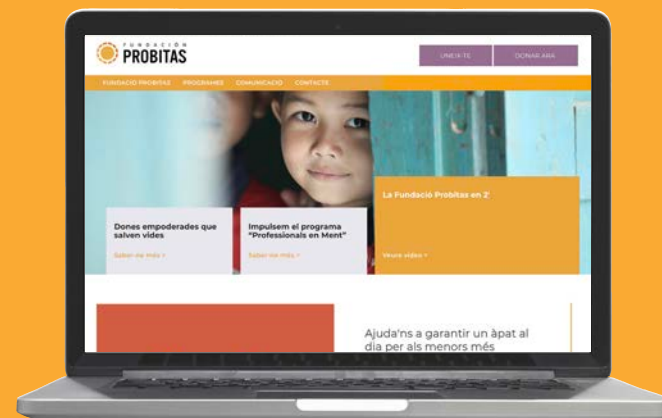 FUNDACIÓN
PROBITAS
UNEIX-TE
DONAR ARA
FUNDACIÓ PROBITAS PROGRAMES COMUNICACIÓ CONTACTE
La Fundació Probitas en 2'
Dones empoderades que
salven vides
Impulsem el programa
"Professionals en Ment"
Saber-ne més >
Saber-ne més >
Veure vídeo >
Ajuda'ns a garantir un àpat al
dia per als menors més